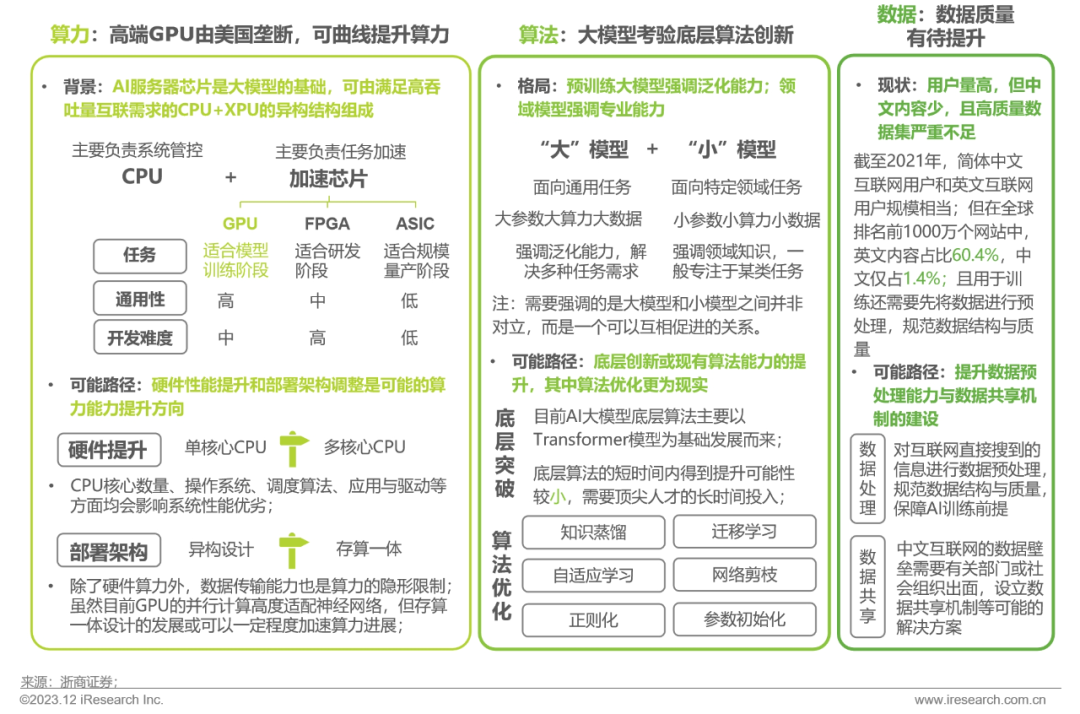 算力：高端GPU由美国垄断，可曲线提升算力
• 背景：AI服务器芯片是大模型的基础，可由满足高吞
吐量互联需求的CPU+XPU的异构结构组成
主要负责系统管控 主要负责任务加速
CPU + 加速芯片
GPU FPGA ASIC
任务 适合模型 适合研发 适合规模
训练阶段 阶段 量产阶段
通用性 高 中 低
开发难度 中 高 低
• 可能路径：硬件性能提升和部署架构调整是可能的算
力能力提升方向
硬件提升 单核心CPU 多核心CPU
• CPU核心数量、操作系统、调度算法、应用与驱动等
方面均会影响系统性能优劣；
部署架构 异构设计 存算一体
• 除了硬件算力外，数据传输能力也是算力的隐形限制；
虽然目前GPU的并行计算高度适配神经网络，但存算
一体设计的发展或可以一定程度加速算力进展；
算法：大模型考验底层算法创新
• 格局：预训练大模型强调泛化能力；领
域模型强调专业能力
“大”模型 + “小”模型
面向通用任务 面向特定领域任务
大参数大算力大数据 小参数小算力小数据
强调泛化能力，解 强调领域知识，一
决多种任务需求 般专注于某类任务
注：需要强调的是大模型和小模型之间并非
对立，而是一个可以互相促进的关系。
• 可能路径：底层创新或现有算法能力的提
升，其中算法优化更为现实
底层突破
目前AI大模型底层算法主要以
Transformer模型为基础发展而来；
底层算法的短时间内得到提升可能性
较小，需要顶尖人才的长时间投入；
算法优化
知识蒸馏 迁移学习
自适应学习 网络剪枝
正则化 参数初始化
数据：数据质量
有待提升
• 现状：用户量高，但中
文内容少，且高质量数
据集严重不足
截至2021年，简体中文
互联网用户和英文互联网
用户规模相当；但在全球
排名前1000万个网站中，
英文内容占比60.4%，中
文仅占1.4%；且用于训
练还需要先将数据进行预
处理，规范数据结构与质
量
• 可能路径：提升数据预
处理能力与数据共享机
制的建设
数据处理
对互联网直接搜到的
信息进行数据预处理，
规范数据结构与质量，
保障AI训练前提
数据共享
中文互联网的数据壁
垒需要有关部门或社
会组织出面，设立数
据共享机制等可能的
解决方案
来源：浙商证券；
©2023.12 iResearch Inc. www.iresearch.com.cn